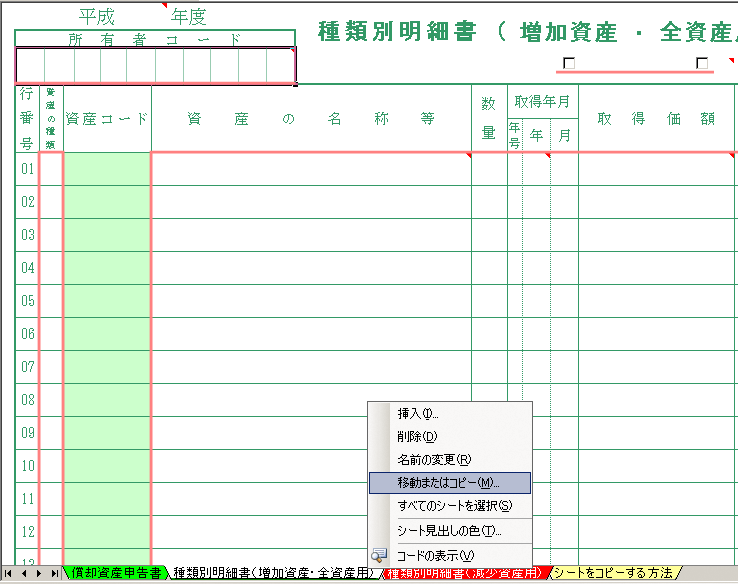 平成　年度
種類別明細書（増加資産・全資産
所有者コード
行番号
資産の種類
資産コード
資産の名称等
数量
取得年月
年号
年
月
取得価額
01
02
03
04
05
06
07
08
09
10
11
12
挿入(I)...
削除(D)
名前の変更(R)
移動またはコピー(M)...
すべてのシートを選択(S)
シート見出しの色(T)...
コードの表示(V)
償却資産申告書 種類別明細書(増加資産・全資産用) 種類別明細書(減少資産用) シートをコピーする方法